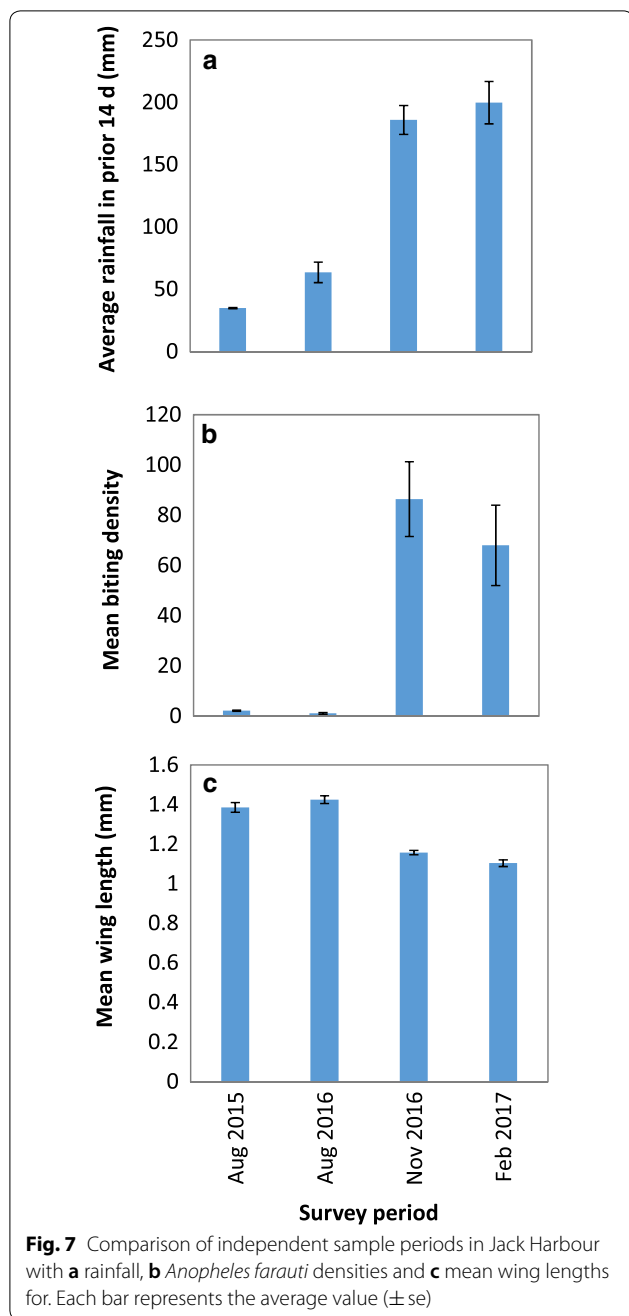 a
Average rainfall in prior 14 d (mm)
250
200
150
100
50
0
b
Mean biting density
120
100
80
60
40
20
0
c
Mean wing length (mm)
1.6
1.4
1.2
1
0.8
0.6
0.4
0.2
0
Aug 2015
Aug 2016
Nov 2016
Feb 2017
Survey period
Fig. 7 Comparison of independent sample periods in Jack Harbour
with a rainfall, b Anopheles farauti densities and c mean wing lengths
for. Each bar represents the average value (± se)